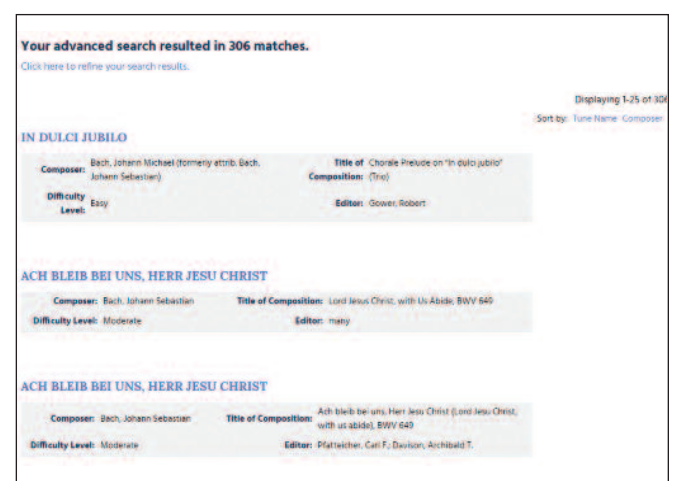 Your advanced search resulted in 306 matches.
Click here to refine your search results.
Displaying 1-25 of 306
Sort by: Tune Name Composer
IN DULCI JUBILO
Composer: Bach, Johann Michael (formerly attrib. Bach, Johann Sebastian)
Title of Composition: Chorale Prelude on "In dulci jubilo" (Trio)
Difficulty Level: Easy
Editor: Gower, Robert
ACH BLEIB BEI UNS, HERR JESU CHRIST
Composer: Bach, Johann Sebastian Title of Composition: Lord Jesus Christ, with Us Abide, BWV 649
Difficulty Level: Moderate Editor: many
ACH BLEIB BEI UNS, HERR JESU CHRIST
Composer: Bach, Johann Sebastian Title of Composition: Ach bleib bei uns, Herr Jesu Christ (Lord Jesu Christ,
with us abide), BWV 649
Difficulty Level: Moderate Editor: Pfatteicher, Carl F.; Davison, Archibald T.